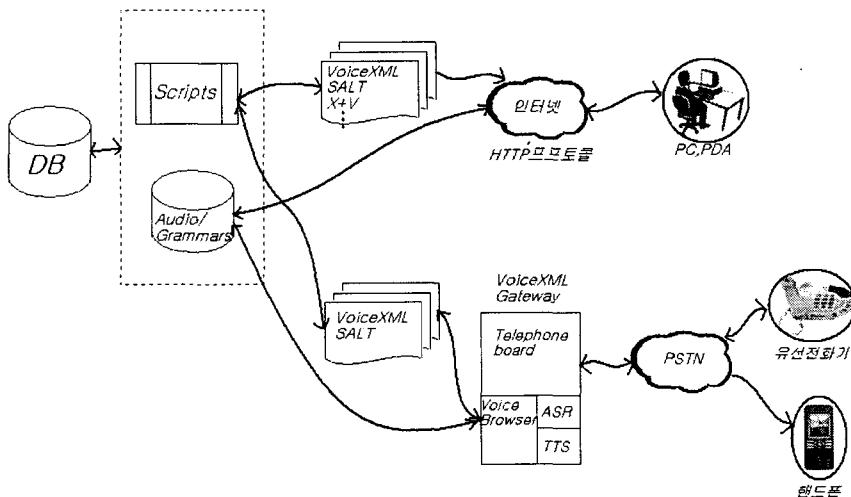 DB
Scripts
Audio/
Grammars
VoiceXML
SALT
X+V
인터넷
HTTP프프토콜
PC,PDA
VoiceXML
SALT
VoiceXML
Gateway
Telephone
board
Voice
Browser
ASR
TTS
PSTN
유선전화기
핸드폰